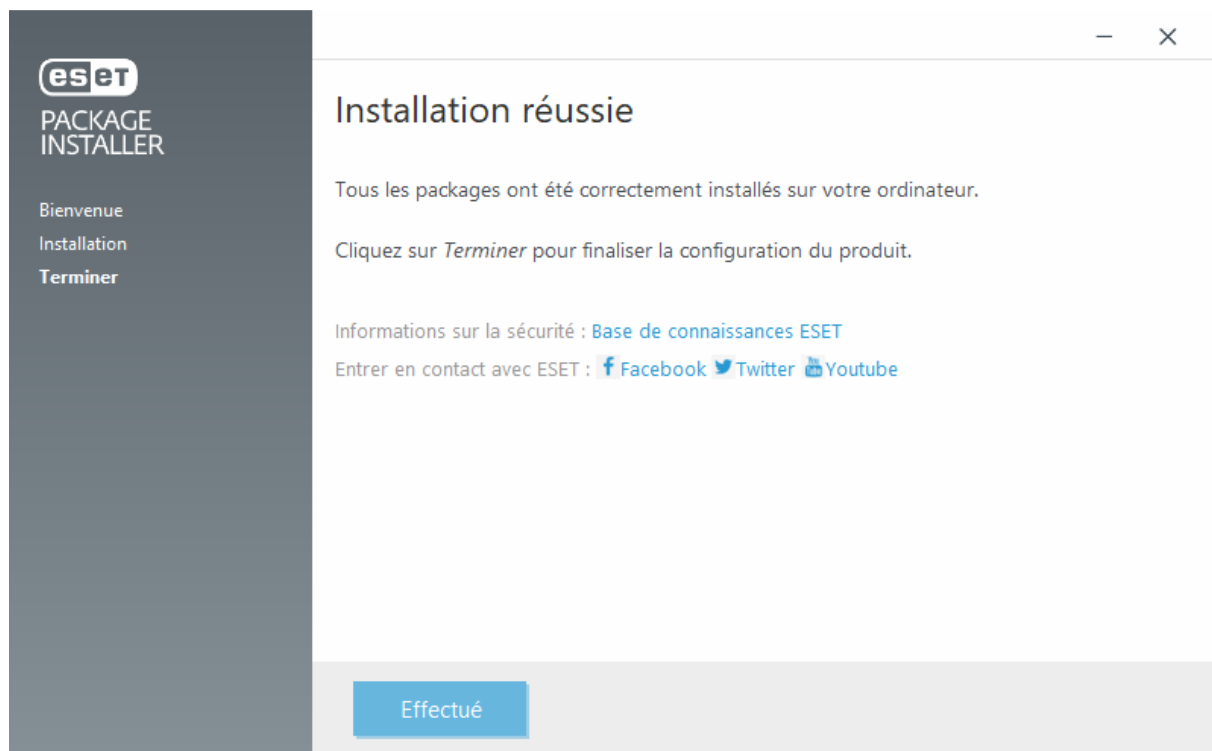 eset
PACKAGE
INSTALLER
Bienvenue
Installation
Terminer
Installation réussie
Tous les packages ont été correctement installés sur votre ordinateur.
Cliquez sur Terminer pour finaliser la configuration du produit.
Informations sur la sécurité : Base de connaissances ESET
Entrer en contact avec ESET : Facebook Twitter Youtube
Effectué